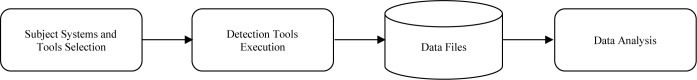 Subject Systems and
Tools Selection
Detection Tools
Execution
Data Files
Data Analysis